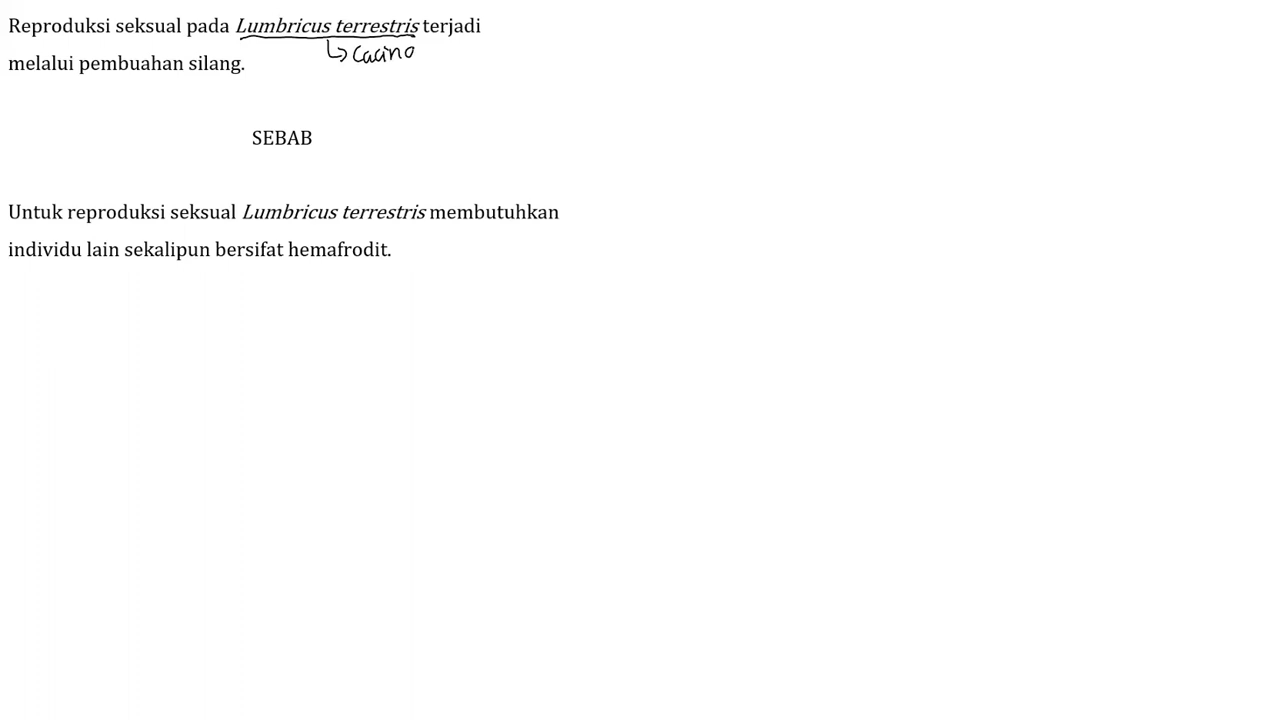 Reproduksi seksual pada Lumbricus terrestris terjadi
melalui pembuahan silang.
SEBAB
Untuk reproduksi seksual Lumbricus terrestris membutuhkan
individu lain sekalipun bersifat hemafrodit.